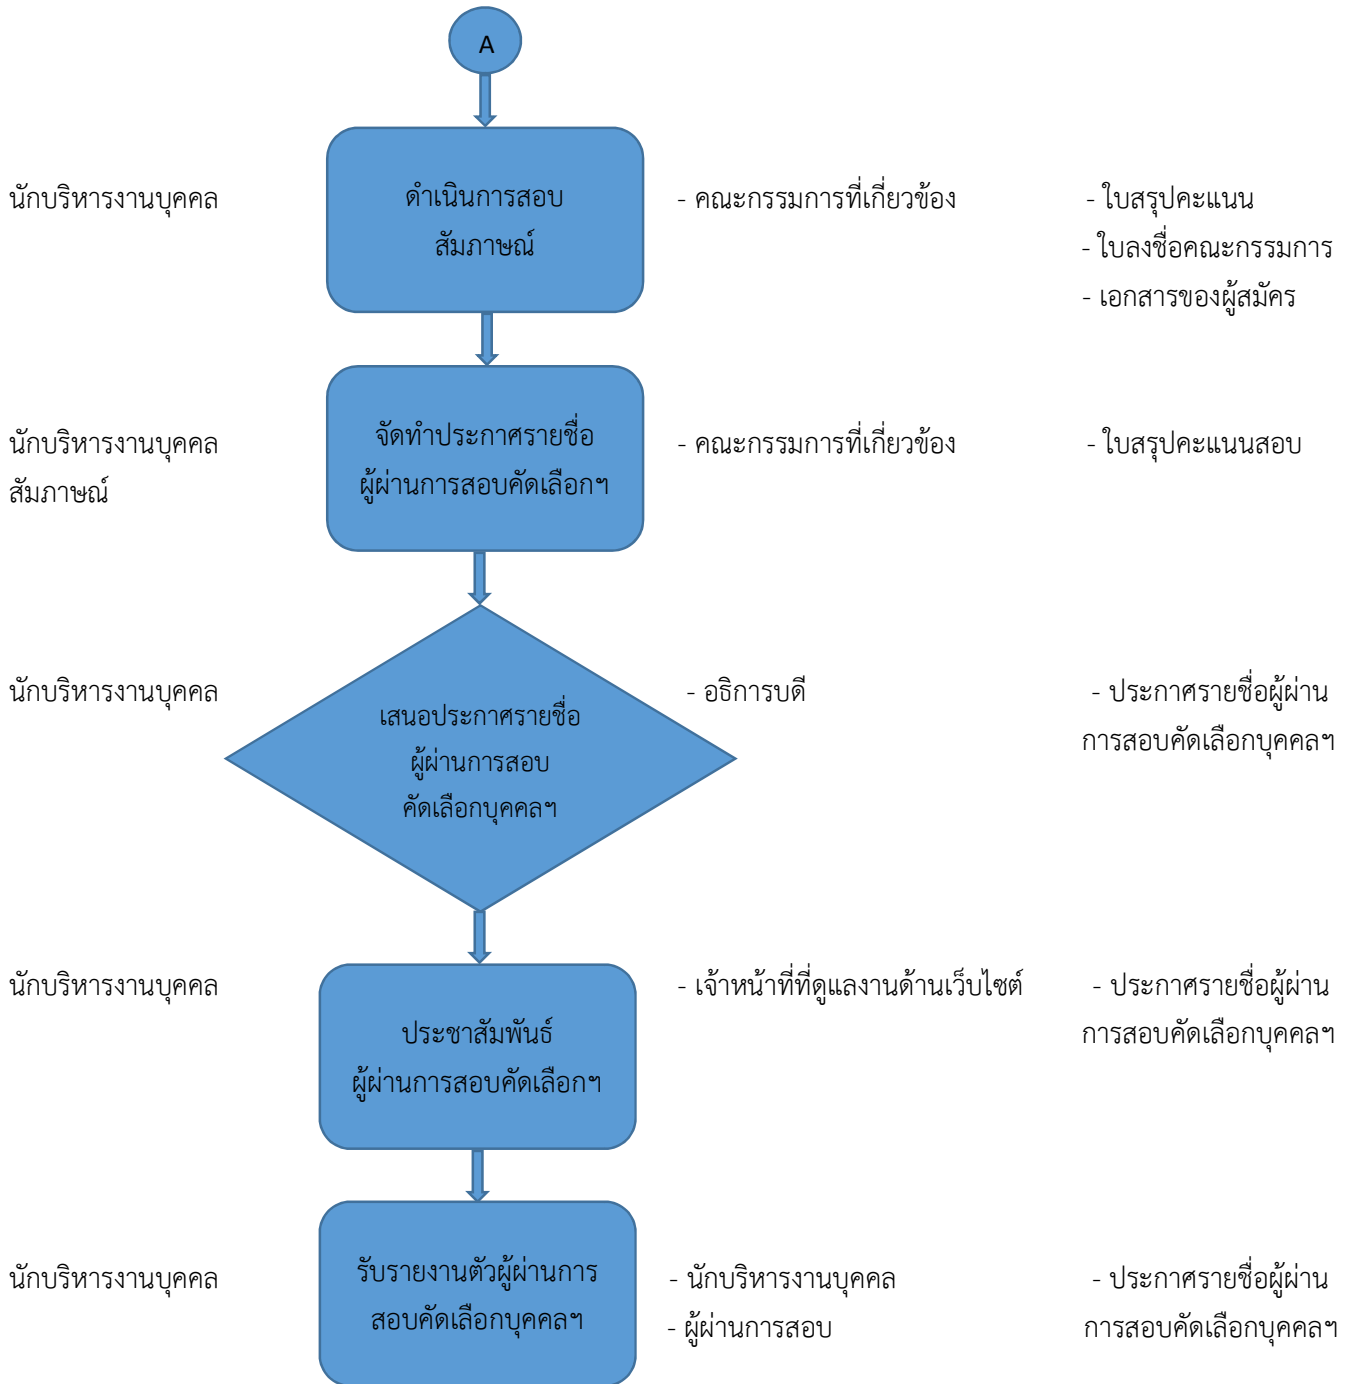 A
นักบริหารงานบุคคล
ดำเนินการสอบ
สัมภาษณ์
- คณะกรรมการที่เกี่ยวข้อง
- ใบสรุปคะแนน
- ใบลงชื่อคณะกรรมการ
- เอกสารของผู้สมัคร
นักบริหารงานบุคคล
สัมภาษณ์
จัดทำประกาศรายชื่อ
ผู้ผ่านการสอบคัดเลือกฯ
- คณะกรรมการที่เกี่ยวข้อง
- ใบสรุปคะแนนสอบ
นักบริหารงานบุคคล
เสนอประกาศรายชื่อ
ผู้ผ่านการสอบ
คัดเลือกบุคคลฯ
- อธิการบดี
- ประกาศรายชื่อผู้ผ่าน
การสอบคัดเลือกบุคคลฯ
นักบริหารงานบุคคล
ประชาสัมพันธ์
ผู้ผ่านการสอบคัดเลือกฯ
- เจ้าหน้าที่ที่ดูแลงานด้านเว็บไซต์
- ประกาศรายชื่อผู้ผ่าน
การสอบคัดเลือกบุคคลฯ
นักบริหารงานบุคคล
รับรายงานตัวผู้ผ่านการ
สอบคัดเลือกบุคคลฯ
- นักบริหารงานบุคคล
- ผู้ผ่านการสอบ
- ประกาศรายชื่อผู้ผ่าน
การสอบคัดเลือกบุคคลฯ